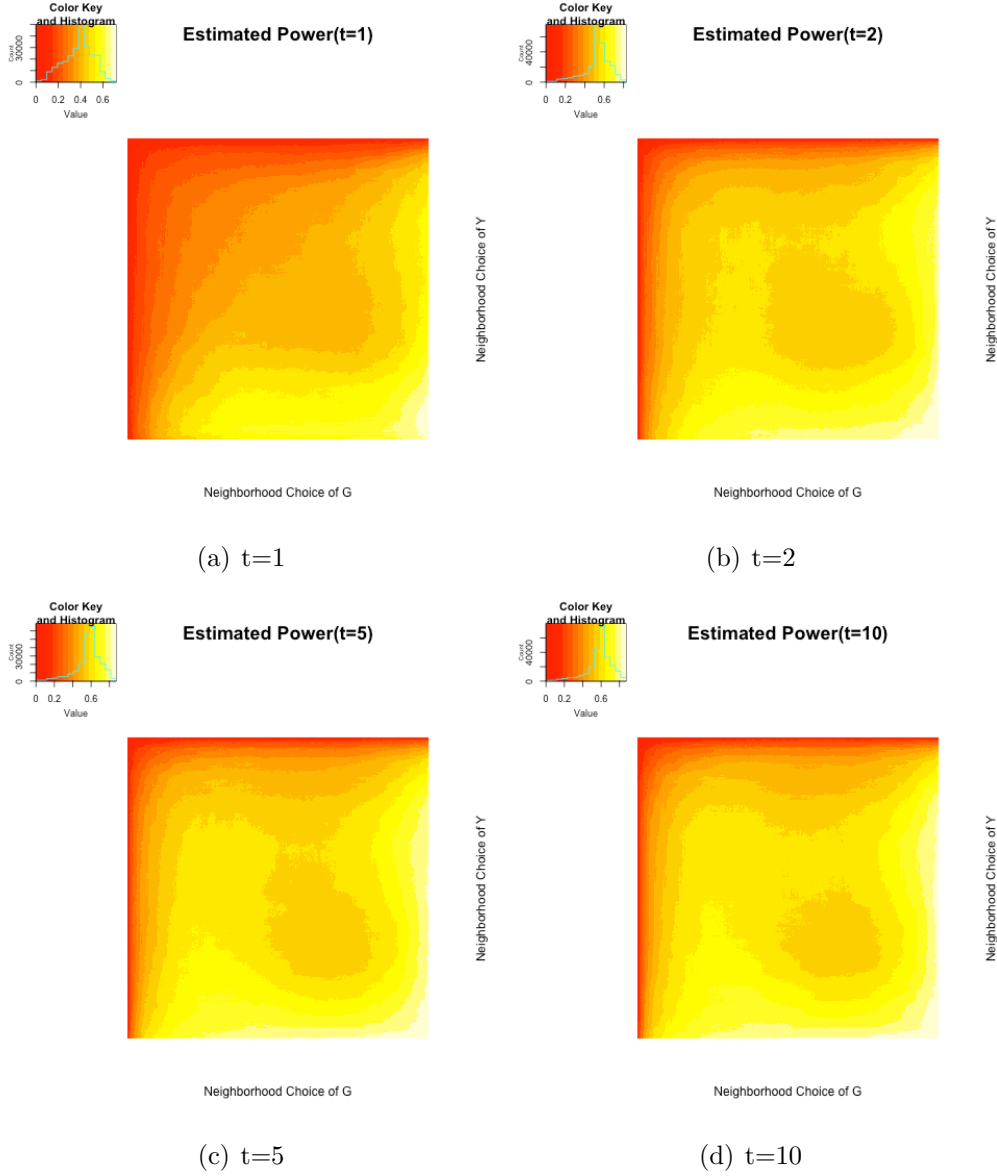 Color Key
and Histogram
Estimated Power(t=1)
Count
0 30000
0 0.2 0.4 0.6
Value
Neighborhood Choice of Y
Neighborhood Choice of G
(a) t=1
Color Key
and Histogram
Estimated Power(t=2)
Count
0 40000
0 0.2 0.6
Value
Neighborhood Choice of Y
Neighborhood Choice of G
(b) t=2
Color Key
and Histogram
Estimated Power(t=5)
Count
0 30000
0 0.2 0.6
Value
Neighborhood Choice of Y
Neighborhood Choice of G
(c) t=5
Color Key
and Histogram
Estimated Power(t=10)
Count
0 40000
0 0.2 0.6
Value
Neighborhood Choice of Y
Neighborhood Choice of G
(d) t=10